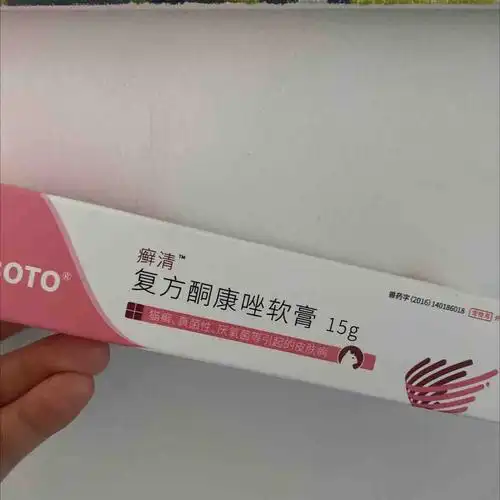 OTO®
癣清™
复方酮康唑软膏 15g
猫癣、真菌性、厌氧菌等引起的皮肤病
兽药字 (2016) 140186018